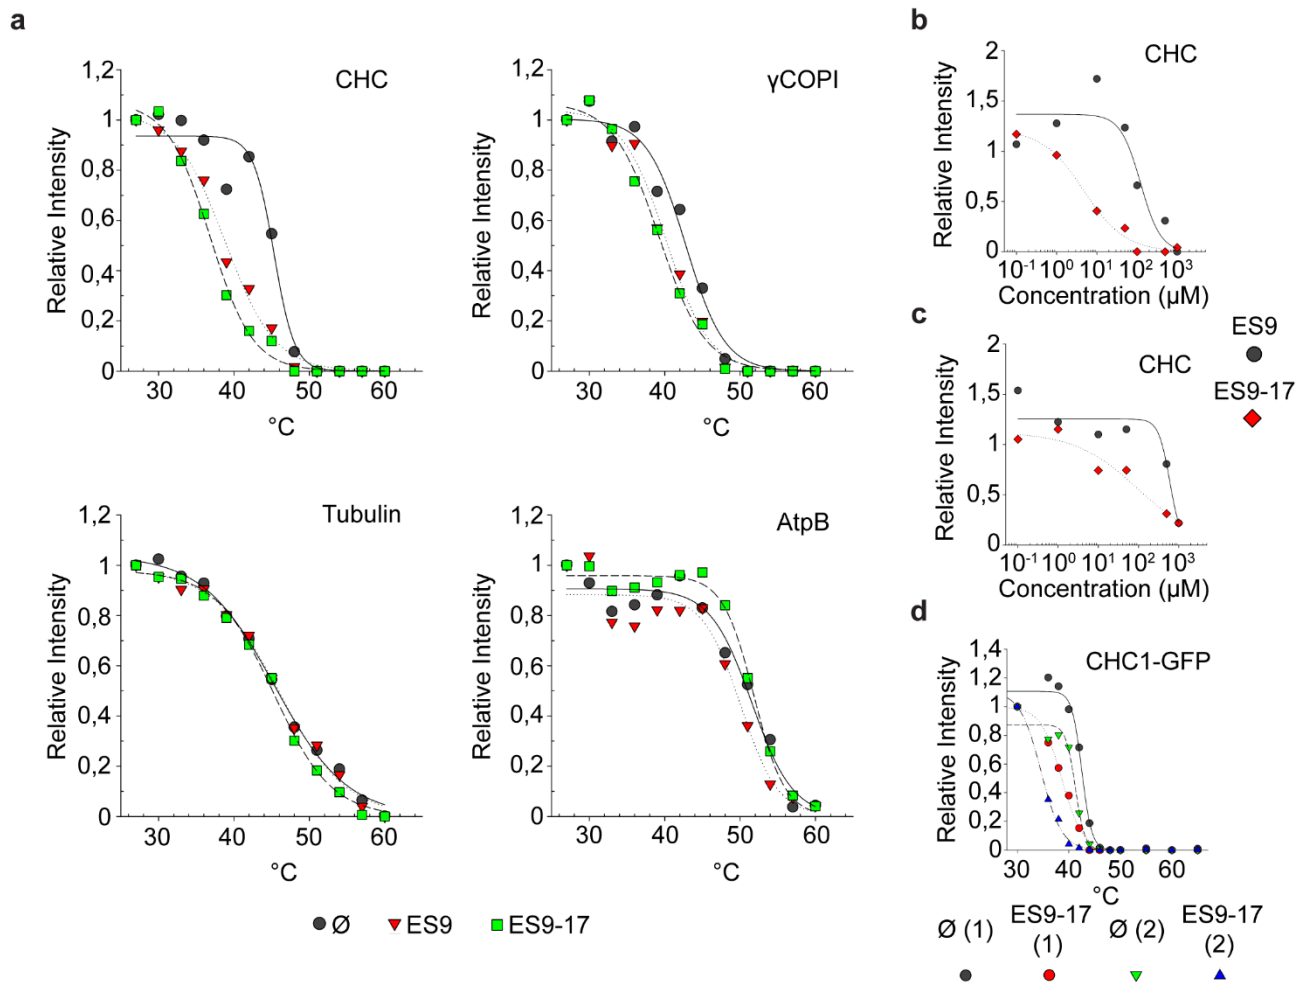 a
CHC
1,2
1
0,8
0,6
0,4
0,2
0
Relative Intensity
30 40 50 60
°C
γCOPI
1,2
1
0,8
0,6
0,4
0,2
0
Relative Intensity
30 40 50 60
°C
Tubulin
1,2
1
0,8
0,6
0,4
0,2
0
Relative Intensity
30 40 50 60
°C
AtpB
1,2
1
0,8
0,6
0,4
0,2
0
Relative Intensity
30 40 50 60
°C
Ø ES9 ES9-17
b
CHC
2
1,5
1
0,5
0
Relative Intensity
10⁻¹ 10⁰ 10¹ 10² 10³
Concentration (µM)
c
CHC
2
1,5
1
0,5
0
Relative Intensity
10⁻¹ 10⁰ 10¹ 10² 10³
Concentration (µM)
ES9
ES9-17
d
CHC1-GFP
1,4
1,2
1
0,8
0,6
0,4
0,2
0
Relative Intensity
30 40 50 60
°C
Ø (1) ES9-17 (1) Ø (2) ES9-17 (2)